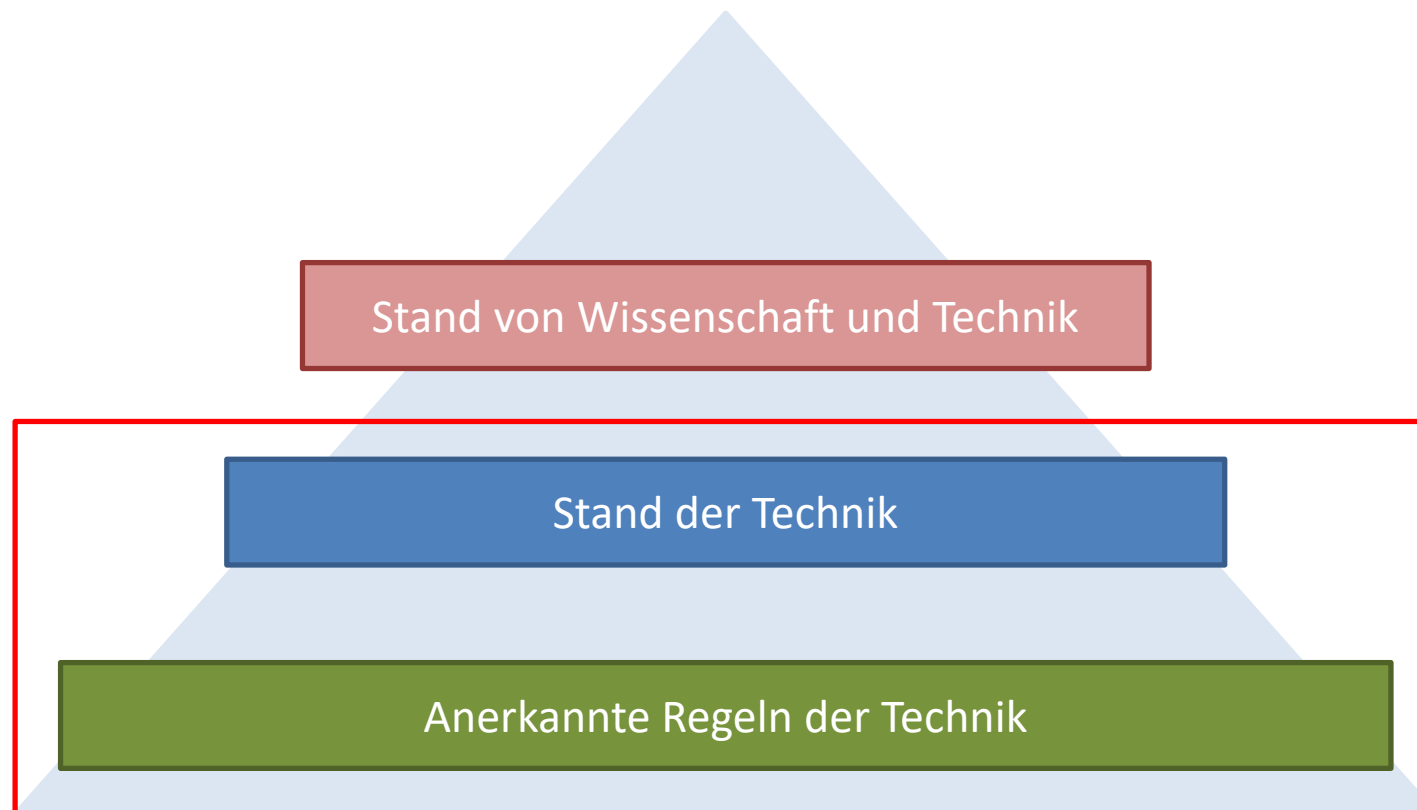 Stand von Wissenschaft und Technik
Stand der Technik
Anerkannte Regeln der Technik